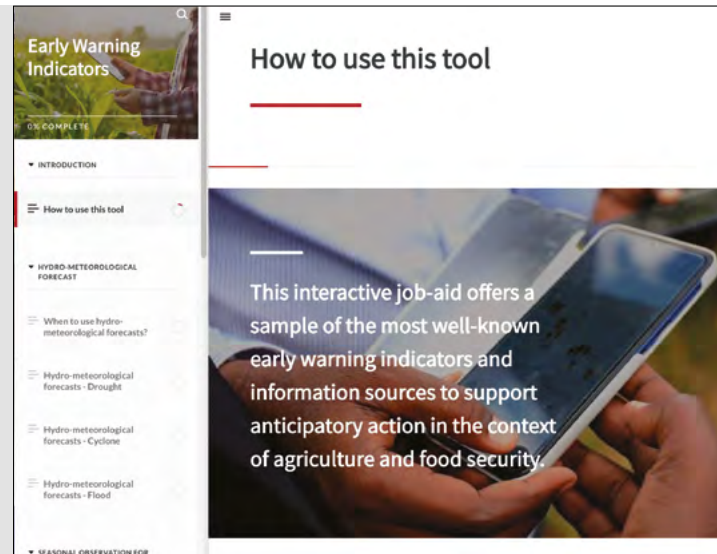 Early Warning
Indicators
0% COMPLETE
INTRODUCTION
How to use this tool
HYDRO-METEOROLOGICAL
FORECAST
When to use hydro-
meteorological forecasts?
Hydro-meteorological
forecasts - Drought
Hydro-meteorological
forecasts - Cyclone
Hydro-meteorological
forecasts - Flood
SEASONAL OBSERVATION FOR
How to use this tool
This interactive job-aid offers a
sample of the most well-known
early warning indicators and
information sources to support
anticipatory action in the context
of agriculture and food security.